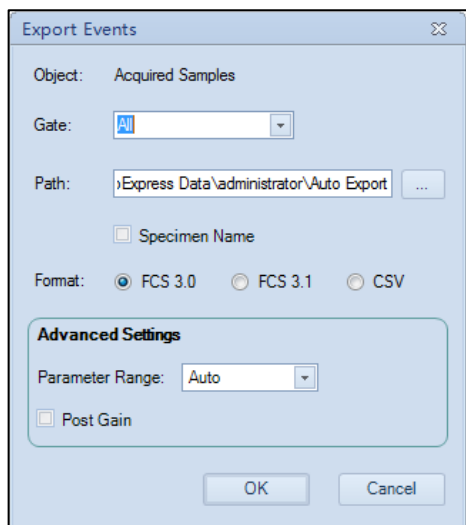 Export Events
Object: Acquired Samples
Gate: All
Path: Express Data\administrator\Auto Export ...
Specimen Name
Format: FCS 3.0 FCS 3.1 CSV
Advanced Settings
Parameter Range: Auto
Post Gain
OK Cancel